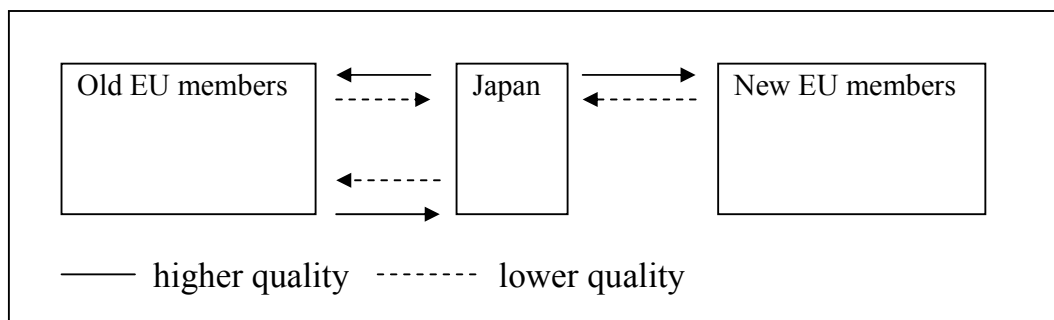 Old EU members
Japan
New EU members
higher quality
lower quality